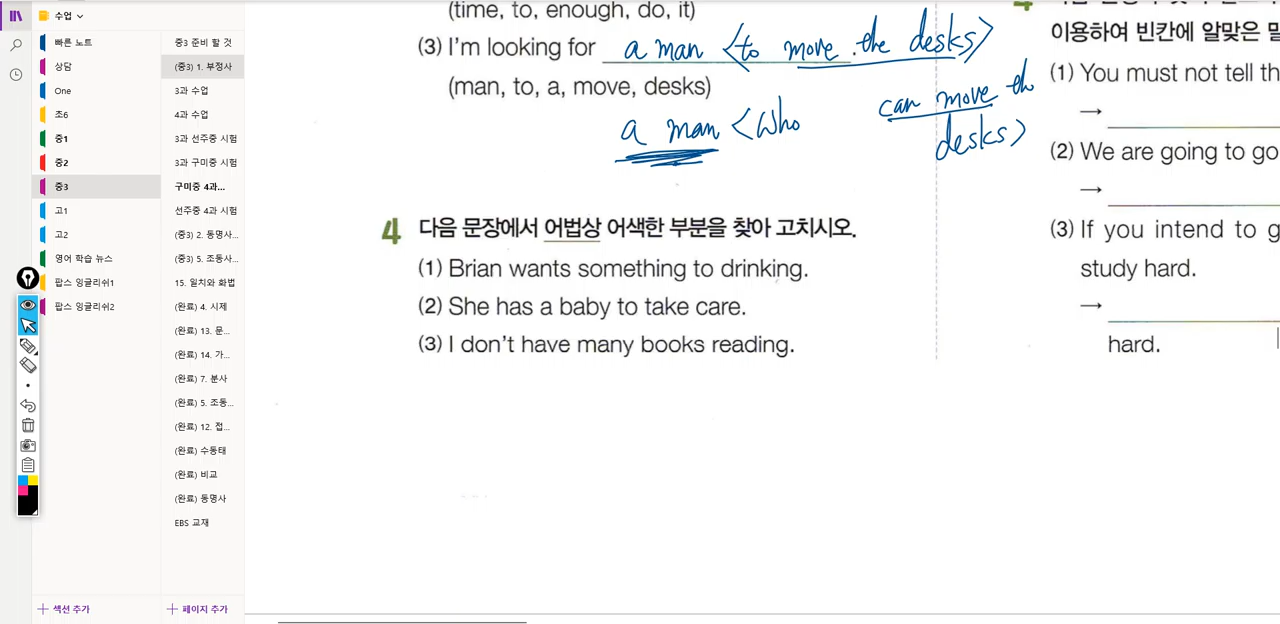 수업
빠른 노트
상담
One
조6
중1
중2
중3
고1
고2
영어 학습 뉴스
팝스 잉글리쉬1
팝스 잉글리쉬2
섹션 추가
중3 준비 할 것
(중3) 1. 부정사
3과 수업
4과 수업
3과 선주중 시험
3과 구미중 시험
구미중 4과...
선주중 4과 시험
(중3) 2. 동명사...
(중3) 5. 조동사...
15. 일치와 화법
(완료) 4. 시제
(완료) 13. 문...
(완료) 14. 가...
(완료) 7. 분사
(완료) 5. 조동...
(완료) 12. 접...
(완료) 수동태
(완료) 비교
(완료) 동명사
EBS 교재
페이지 추가
(time, to, enough, do, it)
(3) I'm looking for a man <to move the desks>
(man, to, a, move, desks)
a man <who can move the
desks>
4 다음 문장에서 어법상 어색한 부분을 찾아 고치시오.
(1) Brian wants something to drinking.
(2) She has a baby to take care.
(3) I don't have many books reading.
이용하여 빈칸에 알맞은
(1) You must not tell
→
(2) We are going to go
→
(3) If you intend to
study hard.
→
hard.